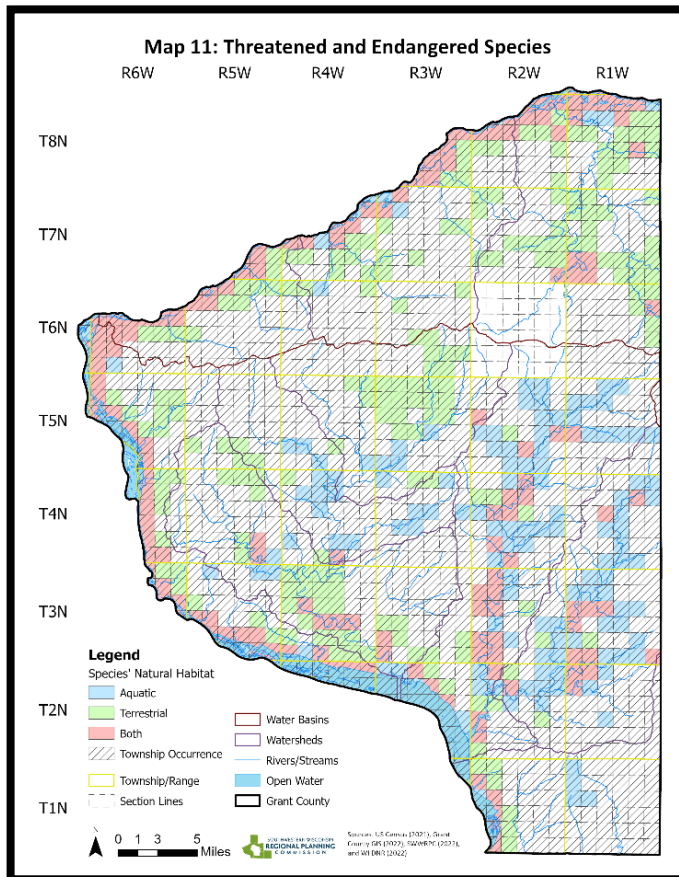 Map 11: Threatened and Endangered Species
R6W R5W R4W R3W R2W R1W
T8N
T7N
T6N
T5N
T4N
T3N
T2N
T1N
Legend
Species' Natural Habitat
Aquatic
Terrestrial
Both
Township Occurrence
Township/Range
Section Lines
Water Basins
Watersheds
Rivers/Streams
Open Water
Grant County
N
0 1 3 5
Miles
SOUTHWESTERN WISCONSIN
REGIONAL PLANNING
COMMISSION
Sources: US Census (2021), Grant
County GIS (2022), SWWRPC (2022),
and WI DNR (2022)